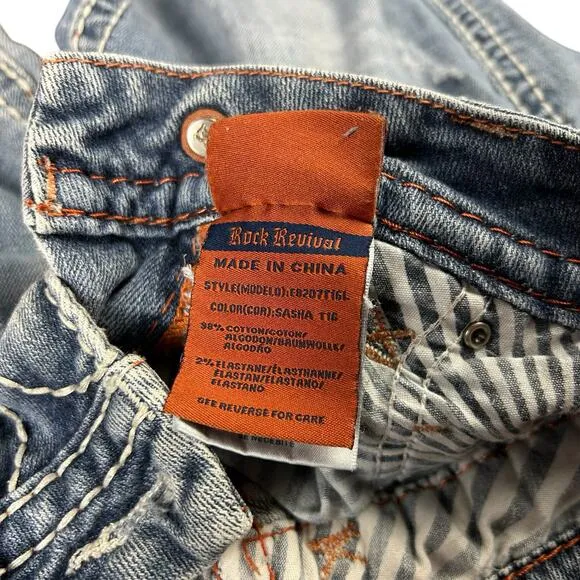 Rock Revival
MADE IN CHINA
STYLE(MODELO):EB207T16L
COLOR(COR):SASHA T16
98% COTTON/COTON/
ALGODON/BAUMWOLLE/
ALGODÃO
2% ELASTANE/ELASTHANNE/
ELASTAN/ELASTANO/
ELASTANO
SEE REVERSE FOR CARE